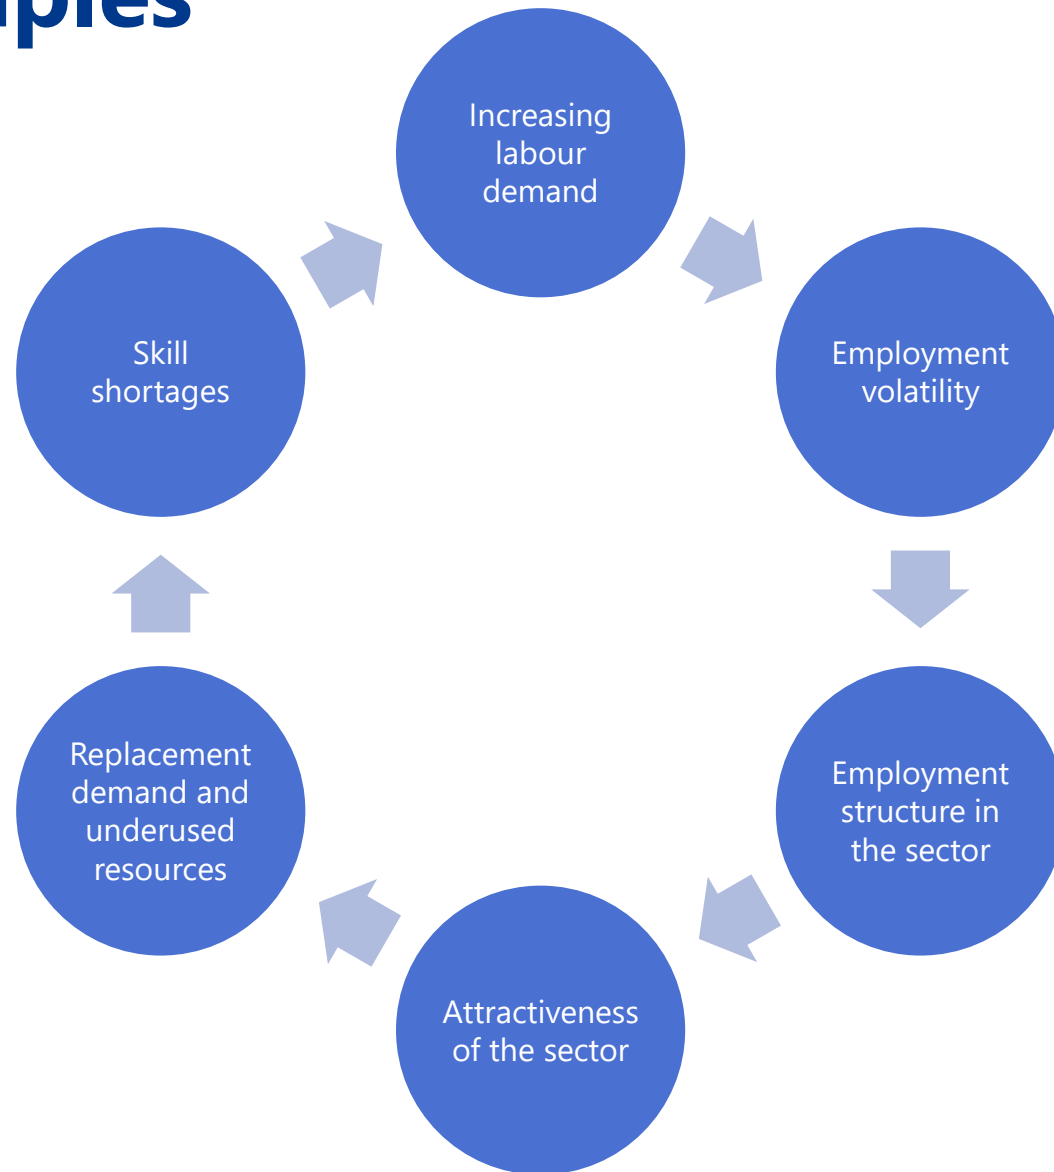 Increasing
labour
demand
Employment
volatility
Employment
structure in
the sector
Attractiveness
of the sector
Replacement
demand and
underused
resources
Skill
shortages